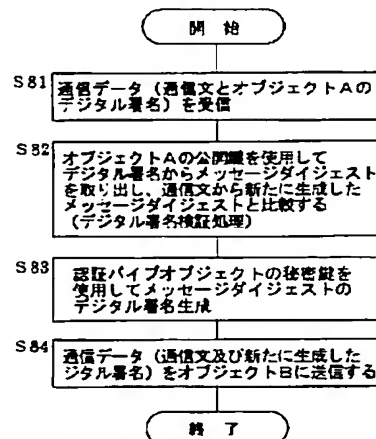 開 始
S81
通信データ(通信文とオブジェクトAの
デジタル署名)を受信
S82
オブジェクトAの公開鍵を使用して
デジタル署名からメッセージダイジェスト
を取り出し、通信文から新たに生成した
メッセージダイジェストと比較する
(デジタル署名検証処理)
S83
認証パイプオブジェクトの秘密鍵を
使用してメッセージダイジェストの
デジタル署名生成
S84
通信データ(通信文及び新たに生成した
ジタル署名)をオブジェクトBに送信する
終 了